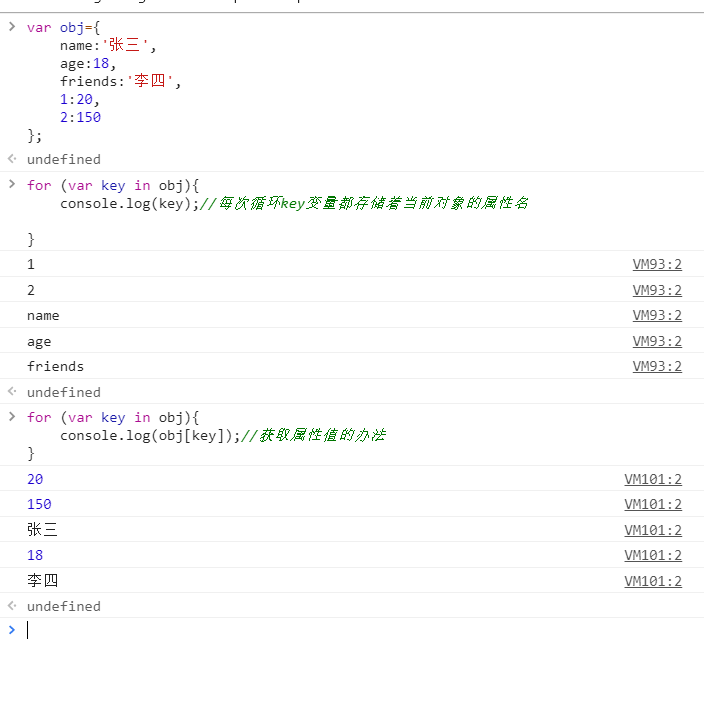 var obj={
name:'张三',
age:18,
friends:'李四',
1:20,
2:150
};
undefined
for (var key in obj){
console.log(key);//每次循环key变量都存储着当前对象的属性名
}
1 VM93:2
2 VM93:2
name VM93:2
age VM93:2
friends VM93:2
undefined
for (var key in obj){
console.log(obj[key]);//获取属性值的办法
}
20 VM101:2
150 VM101:2
张三 VM101:2
18 VM101:2
李四 VM101:2
undefined